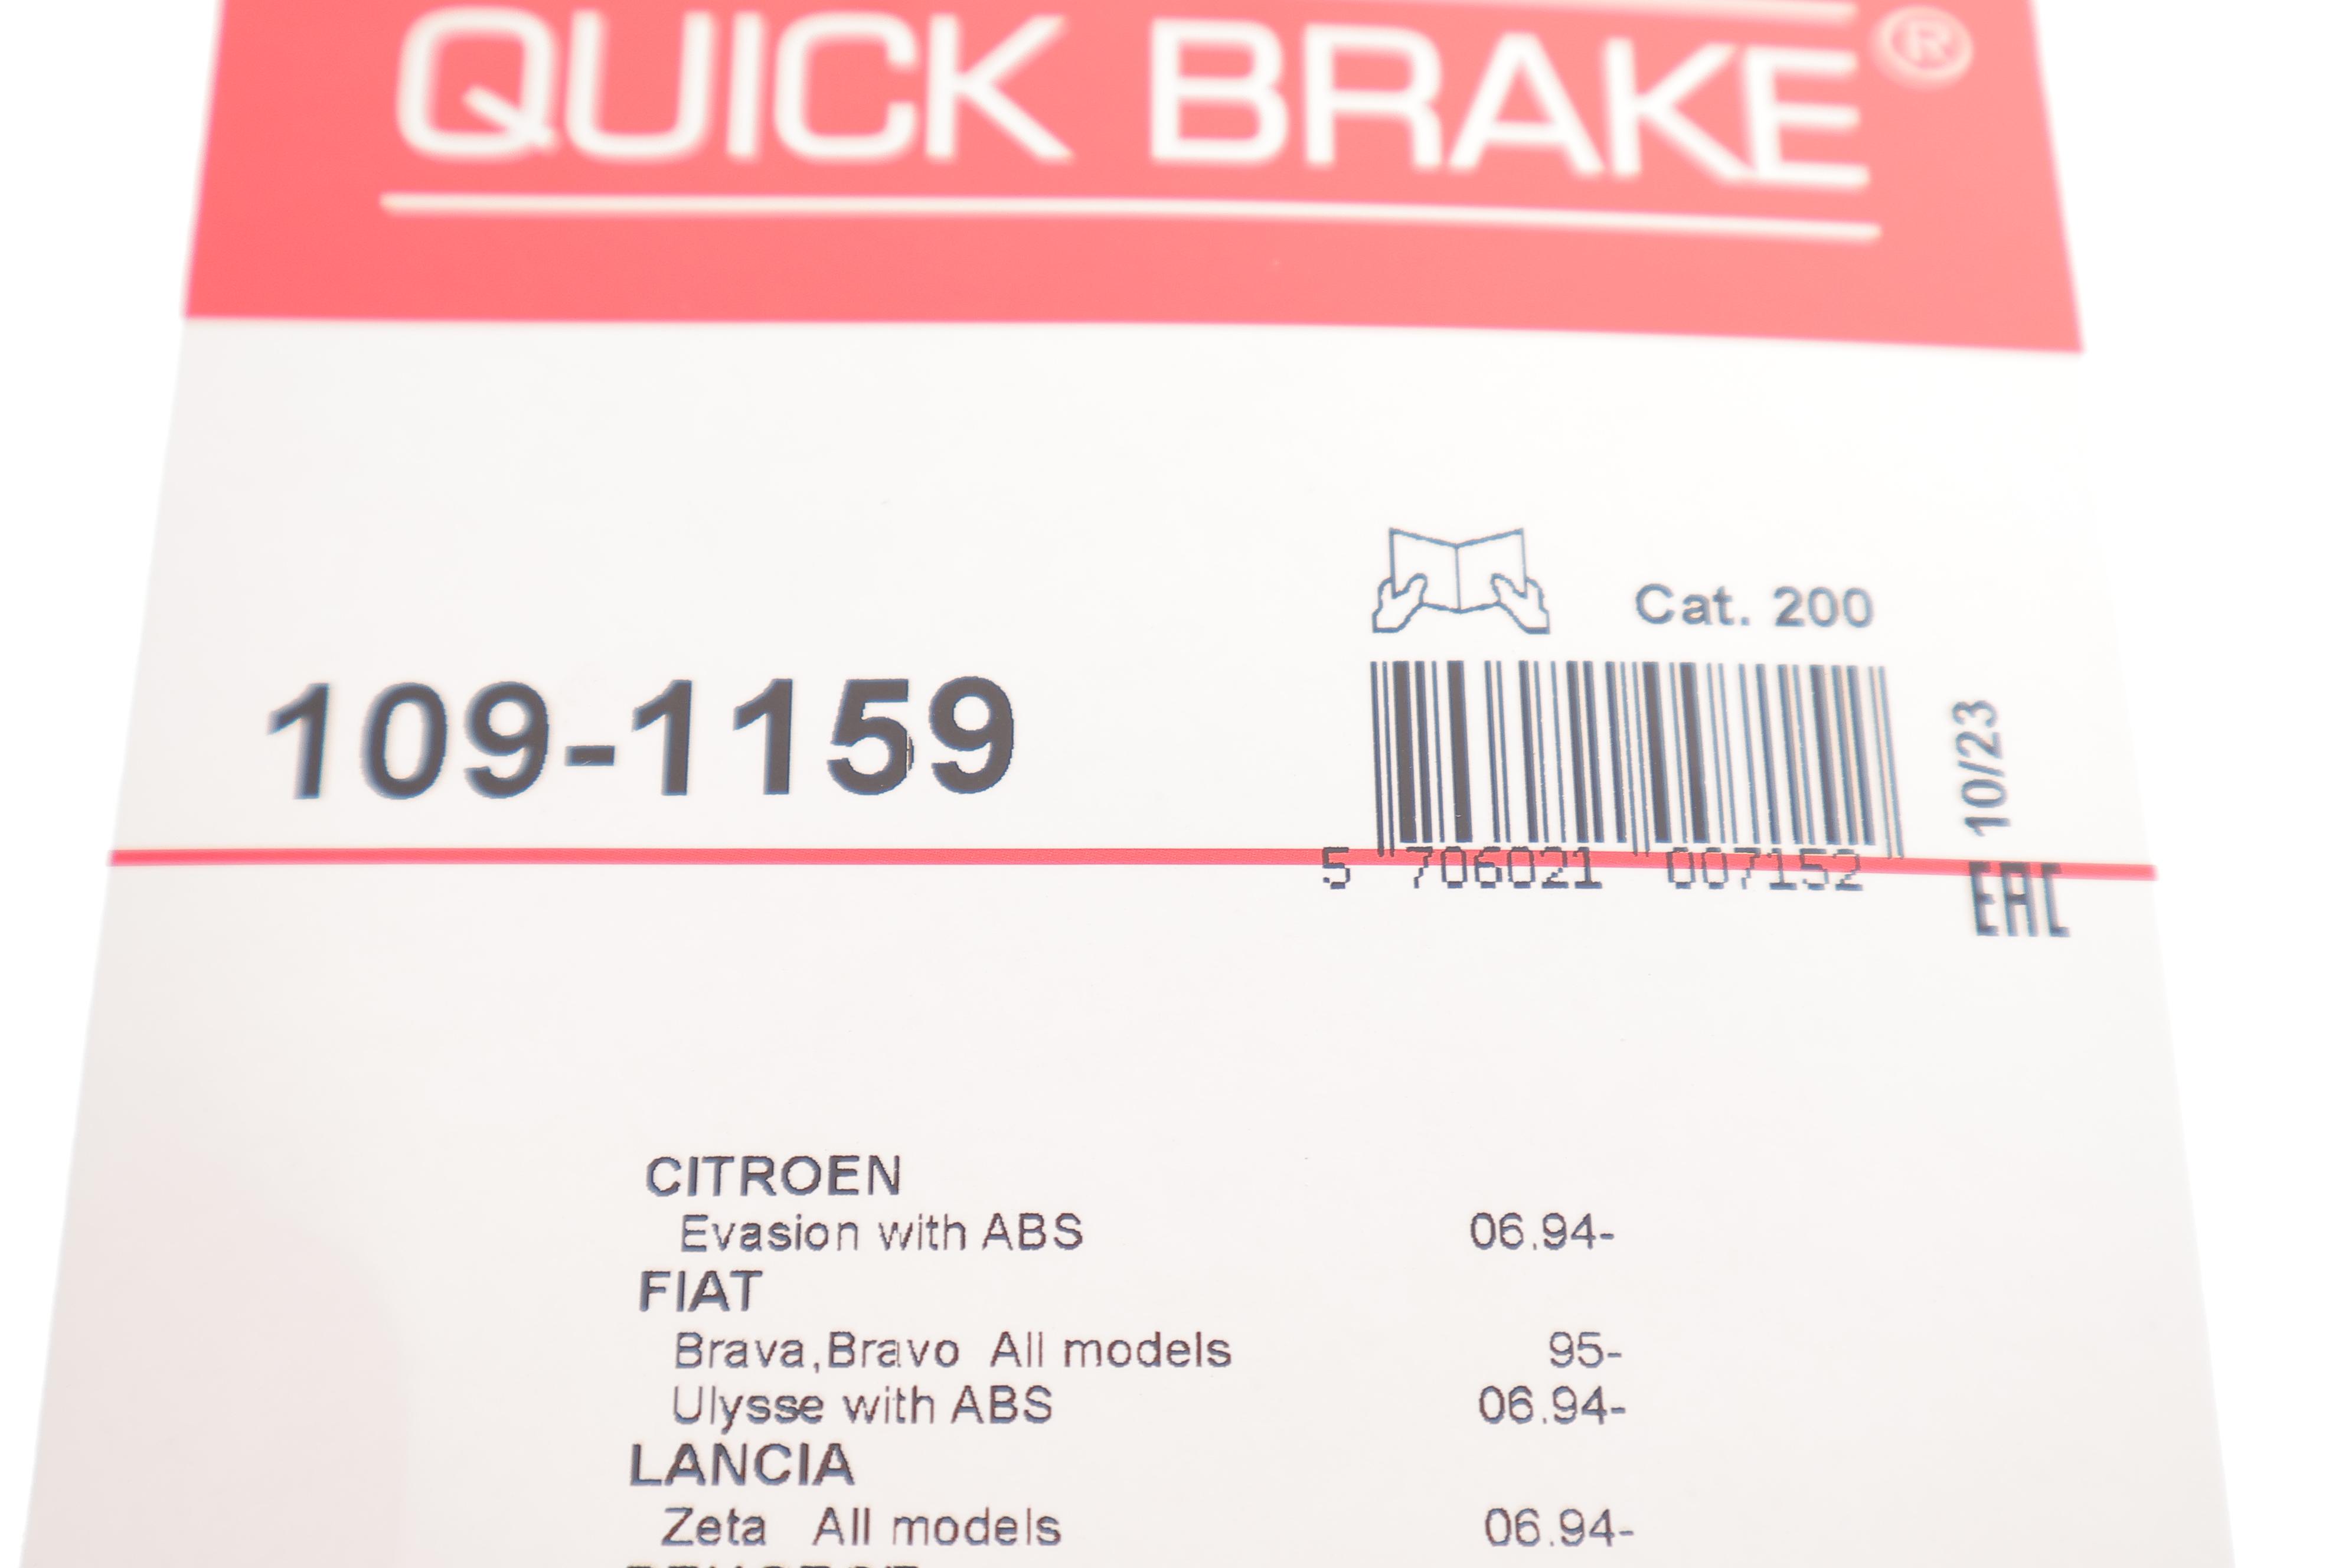 QUICK BRAKE®
Cat. 200
109-1159
10/23
5 706021 007152
EAC
CITROEN
Evasion with ABS 06.94-
FIAT
Brava,Bravo All models 95-
Ulysse with ABS 06.94-
LANCIA
Zeta All models 06.94-